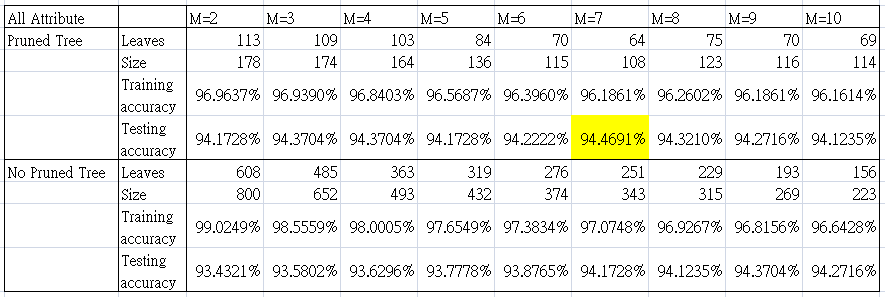 All Attribute M=2 M=3 M=4 M=5 M=6 M=7 M=8 M=9 M=10
Pruned Tree Leaves 113 109 103 84 70 64 75 70 69
Size 178 174 164 136 115 108 123 116 114
Training accuracy 96.9637% 96.9390% 96.8403% 96.5687% 96.3960% 96.1861% 96.2602% 96.1861% 96.1614%
Testing accuracy 94.1728% 94.3704% 94.3704% 94.1728% 94.2222% 94.4691% 94.3210% 94.2716% 94.1235%
No Pruned Tree Leaves 608 485 363 319 276 251 229 193 156
Size 800 652 493 432 374 343 315 269 223
Training accuracy 99.0249% 98.5559% 98.0005% 97.6549% 97.3834% 97.0748% 96.9267% 96.8156% 96.6428%
Testing accuracy 93.4321% 93.5802% 93.6296% 93.7778% 93.8765% 94.1728% 94.1235% 94.3704% 94.2716%